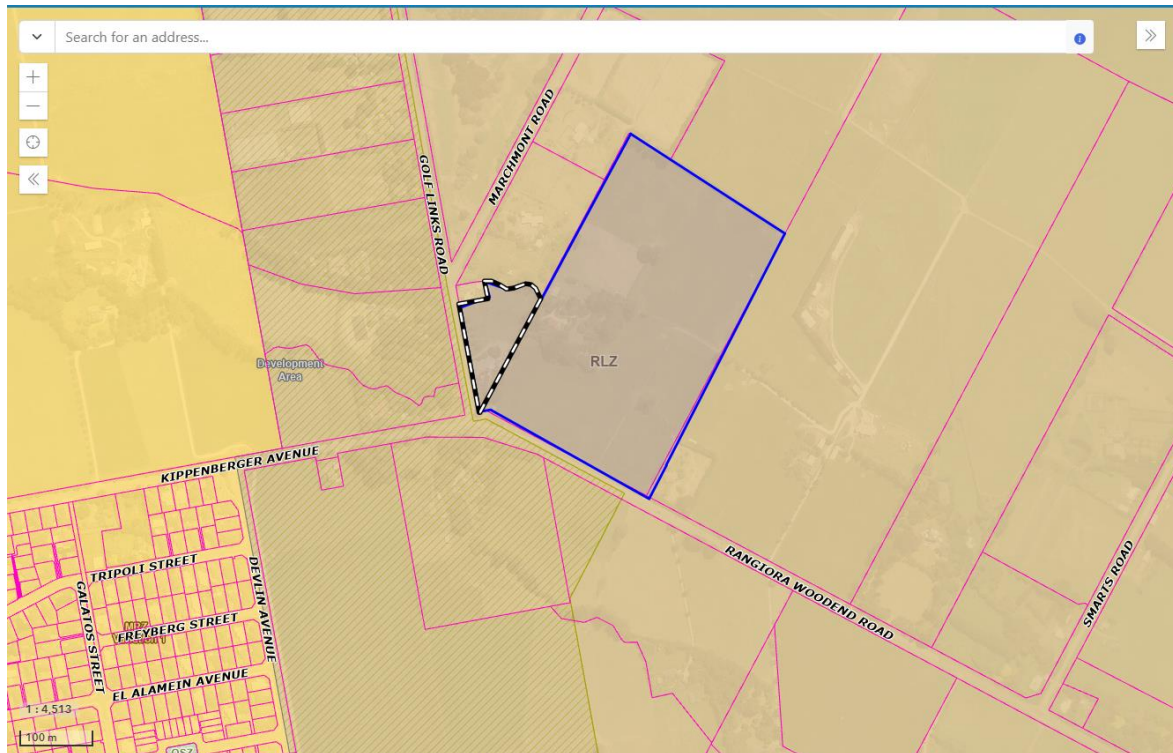 Search for an address...
MARCHMONT ROAD
GOLF LINKS ROAD
Development
Area
RLZ
KIPPENBERGER AVENUE
TRIPOLI STREET
GALATOS STREET
FREYBERG STREET
DEVLIN AVENUE
EL ALAMEIN AVENUE
RANGIORA WOODEND ROAD
SMARTS ROAD
1 : 4,513
100 m